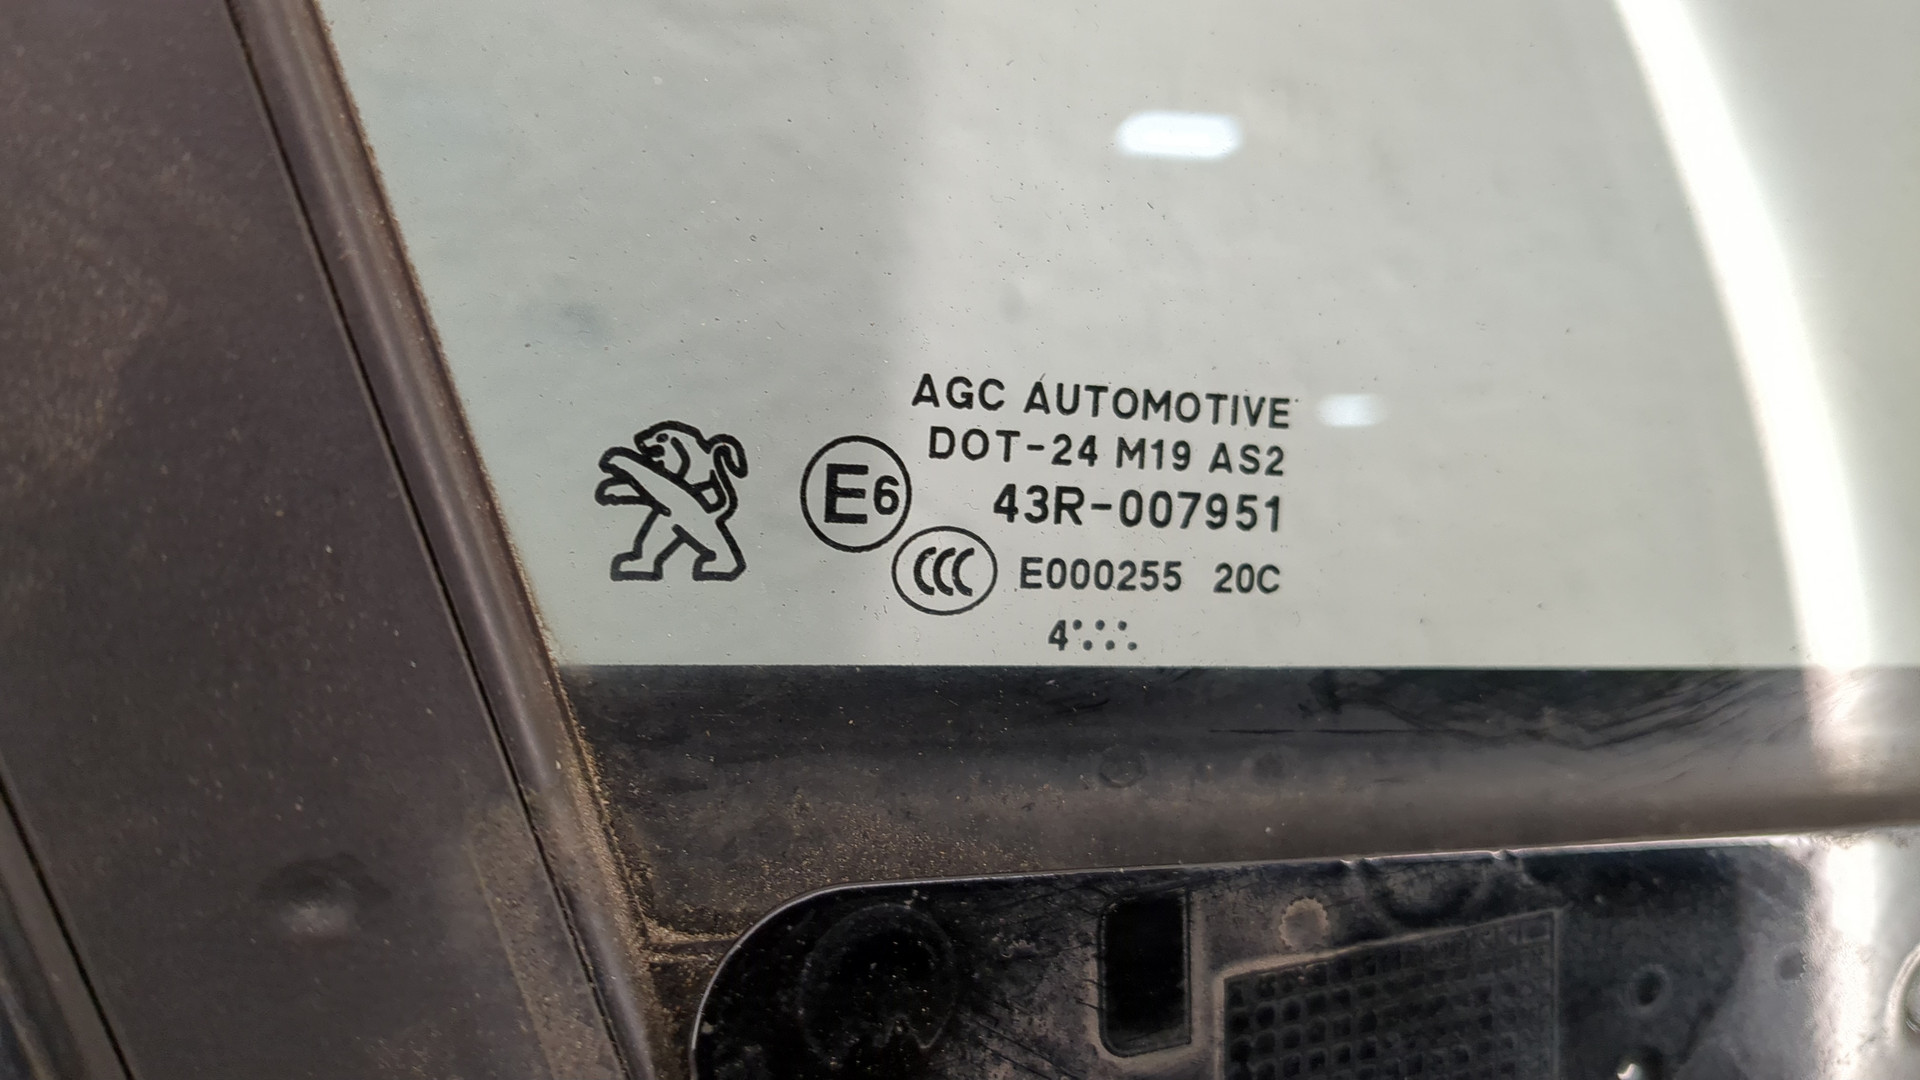 AGC AUTOMOTIVE
DOT-24 M19 AS2
E6 43R-007951
CCC E000255 20C
4